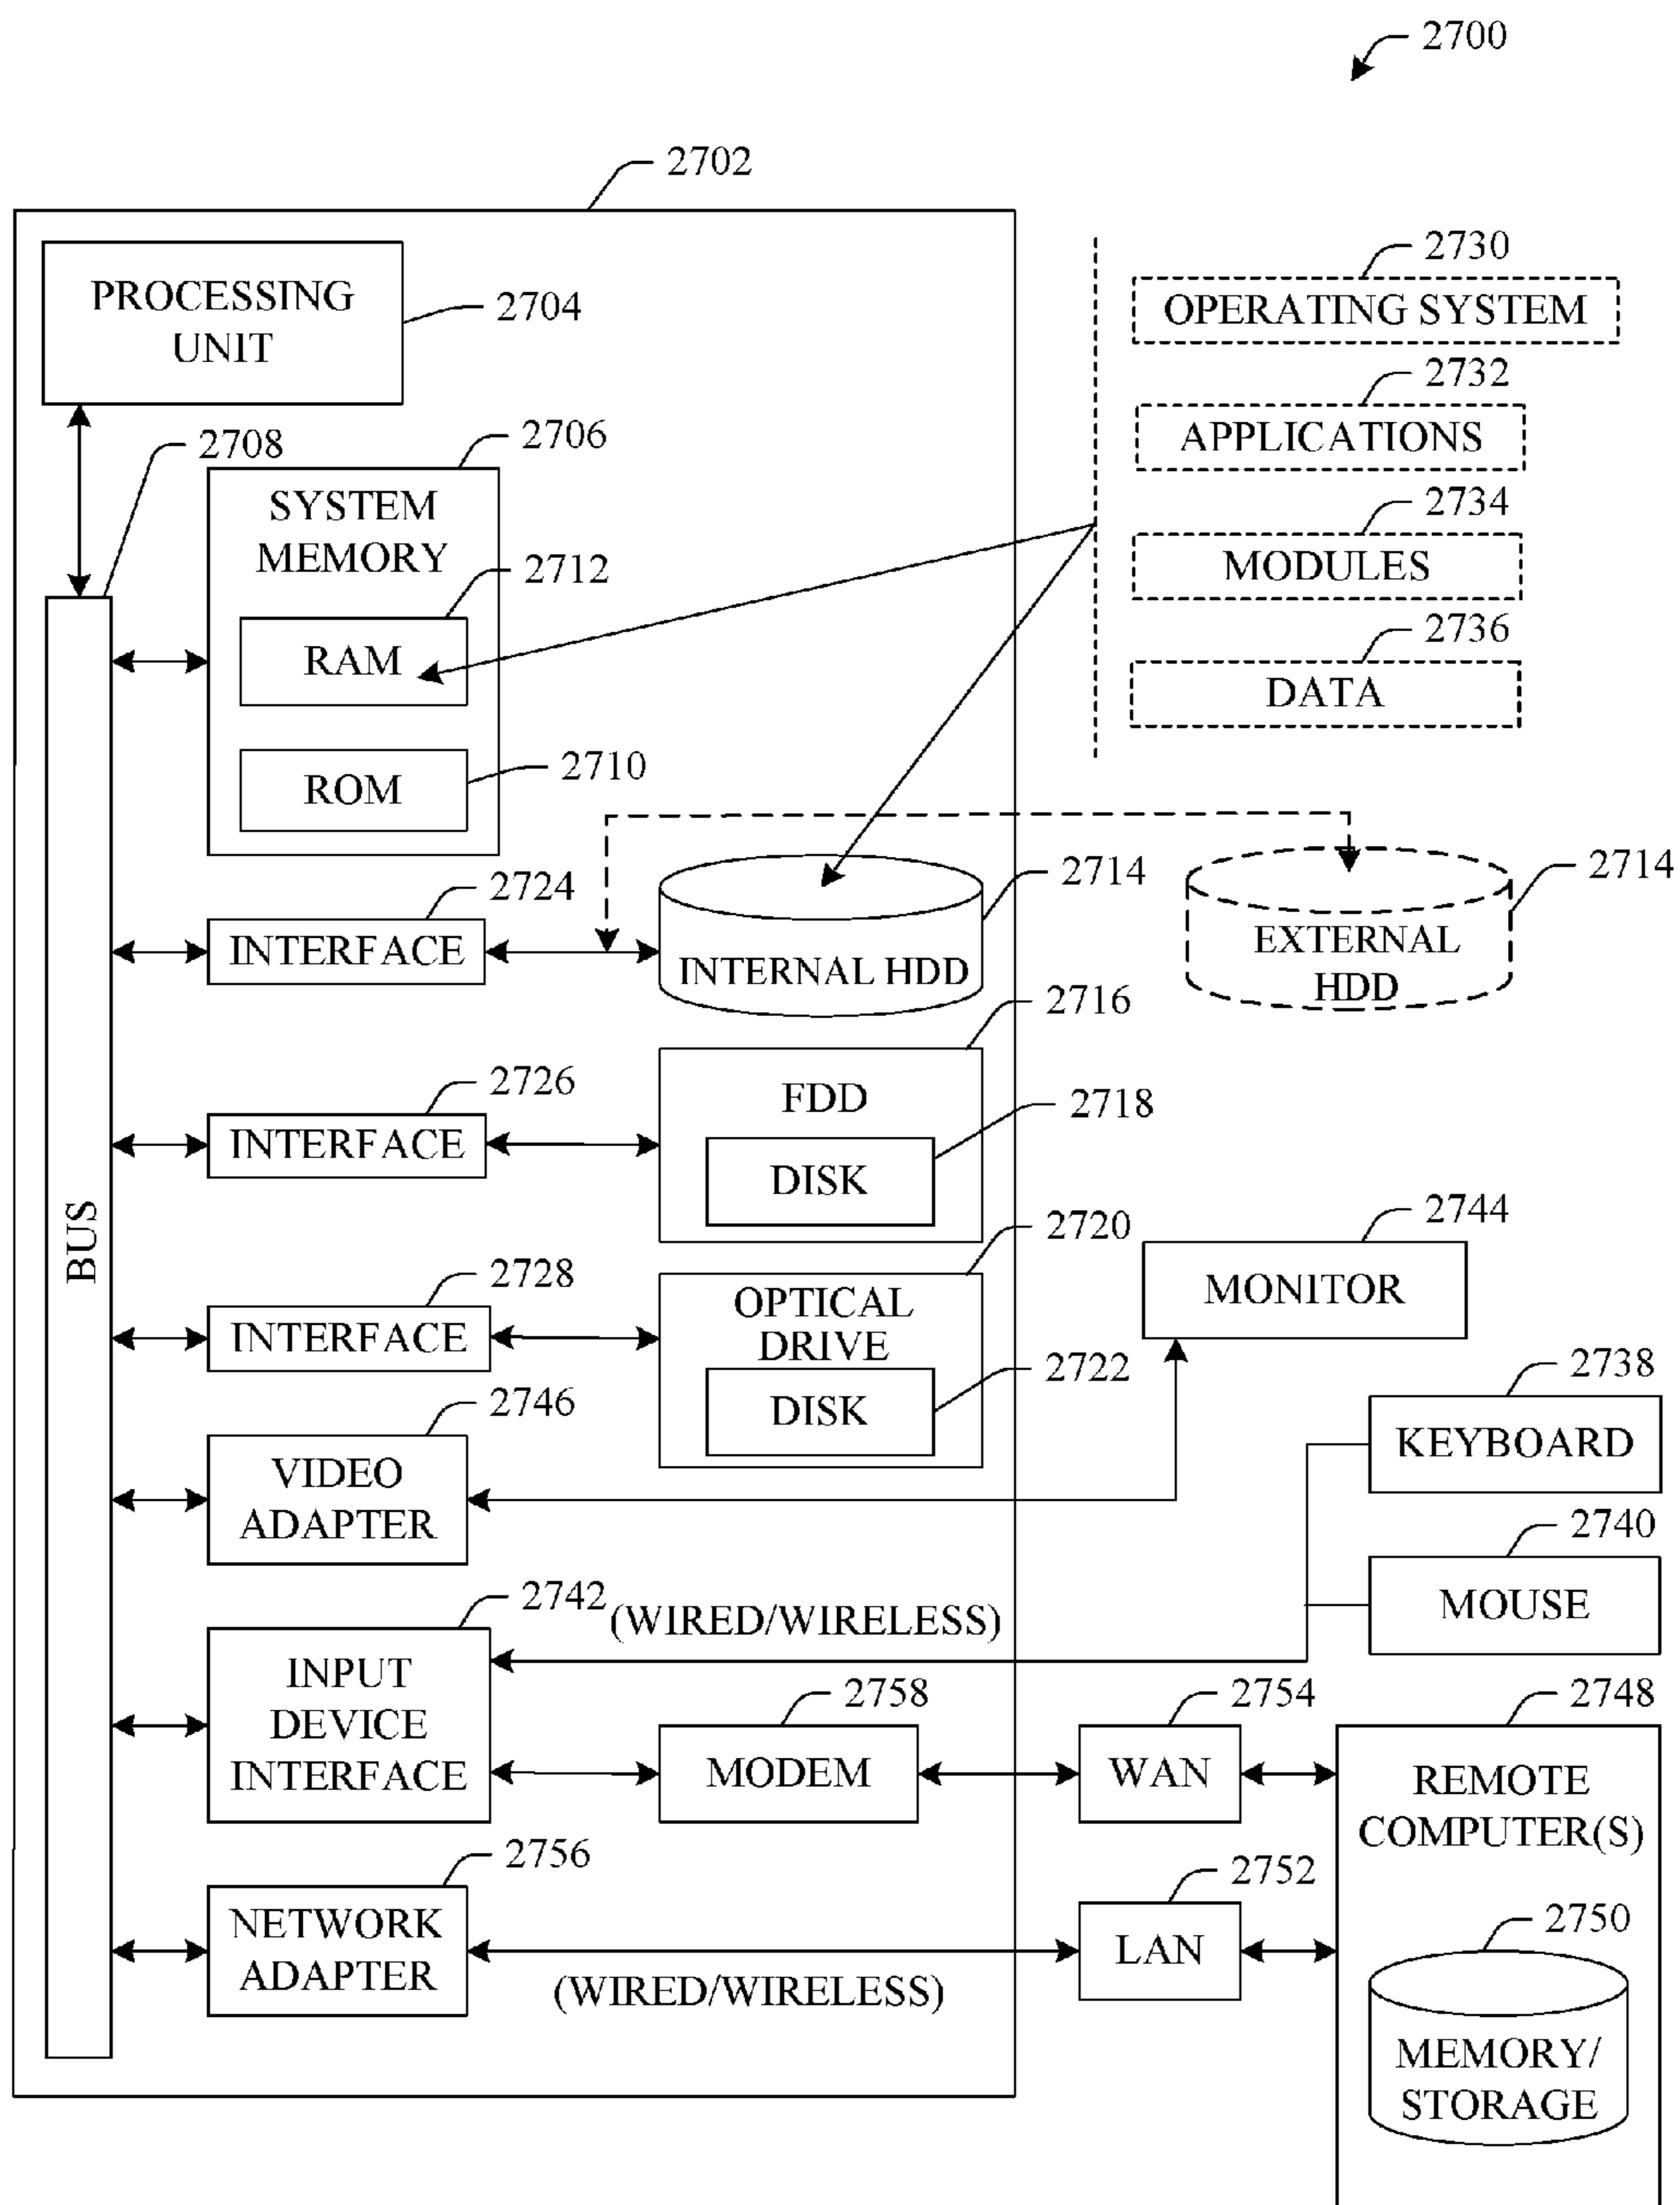 2700
2702
PROCESSING
UNIT
2704
2730
OPERATING SYSTEM
2732
APPLICATIONS
2734
MODULES
2736
DATA
2708
2706
SYSTEM
MEMORY
2712
RAM
2710
ROM
2724
INTERFACE
2714
INTERNAL HDD
2714
EXTERNAL
HDD
2716
FDD
2726
INTERFACE
2718
DISK
BUS
2720
OPTICAL
DRIVE
2728
INTERFACE
2722
DISK
2744
MONITOR
2746
VIDEO
ADAPTER
2738
KEYBOARD
2740
MOUSE
2742
(WIRED/WIRELESS)
INPUT
DEVICE
INTERFACE
2758
MODEM
2754
WAN
2748
REMOTE
COMPUTER(S)
2756
NETWORK
ADAPTER
(WIRED/WIRELESS)
2752
LAN
2750
MEMORY/
STORAGE